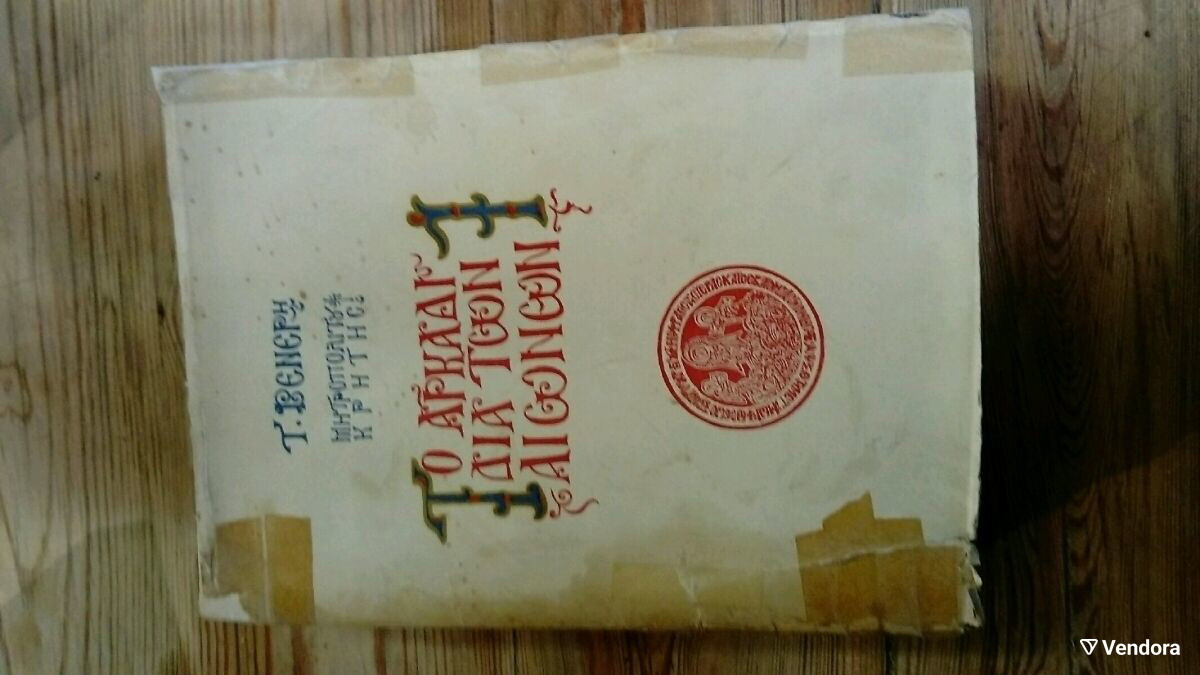 Τ. ΒΕΝΕΡΗ
ΜΗΤΡΟΠΟΛΙΤΟΥ
ΚΡΗΤΗΣ
ΤΟ ΑΡΚΑΔΙ
ΔΙΑ ΤΩΝ
ΑΙΩΝΩΝ
Vendora